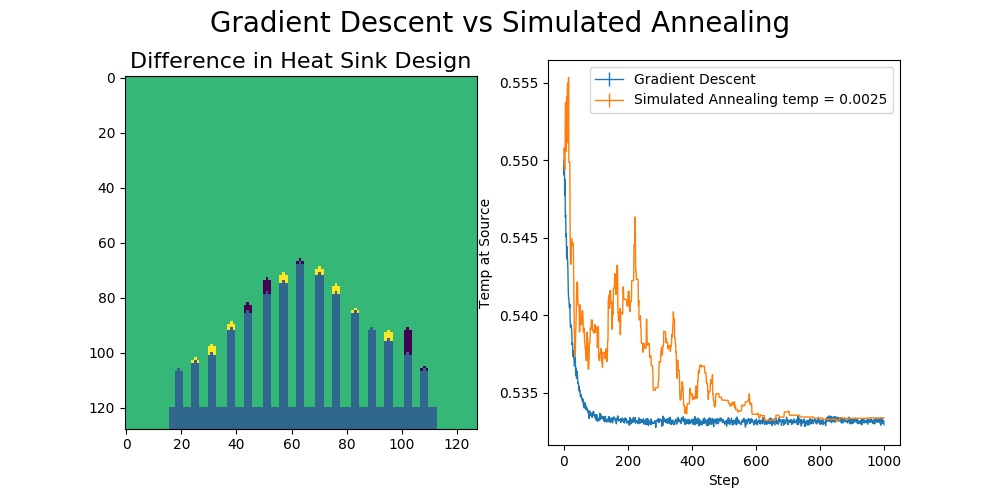 Gradient Descent vs Simulated Annealing
Difference in Heat Sink Design
0
20
40
60
80
100
120
0 20 40 60 80 100 120
Temp at Source
0.555
0.550
0.545
0.540
0.535
Gradient Descent
Simulated Annealing temp = 0.0025
0 200 400 600 800 1000
Step